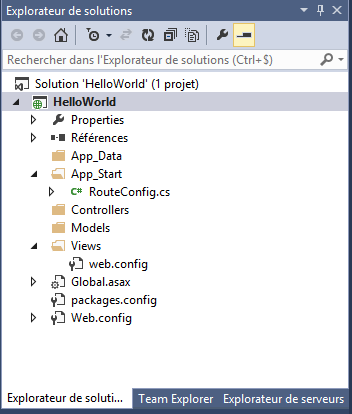 Explorateur de solutions
Rechercher dans l'Explorateur de solutions (Ctrl+$)
Solution 'HelloWorld' (1 projet)
HelloWorld
Properties
Références
App_Data
App_Start
C# RouteConfig.cs
Controllers
Models
Views
web.config
Global.asax
packages.config
Web.config
Explorateur de soluti... Team Explorer Explorateur de serveurs